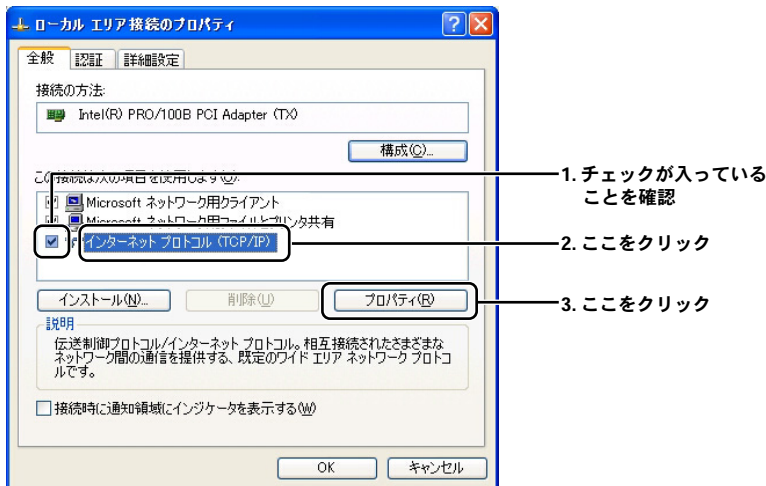 ローカル エリア接続のプロパティ
全般 認証 詳細設定
接続の方法:
Intel(R) PRO/100B PCI Adapter (TX)
構成(C)...
この接続は次の項目を使用します(O):
Microsoft ネットワーク用クライアント
Microsoft ネットワーク用ファイルとプリンタ共有
インターネット プロトコル (TCP/IP)
インストール(N)... 削除(U) プロパティ(R)
説明
伝送制御プロトコル/インターネット プロトコル。相互接続されたさまざまな
ネットワーク間の通信を提供する、既定のワイド エリア ネットワーク プロトコ
ルです。
接続時に通知領域にインジケータを表示する(W)
OK キャンセル
1. チェックが入っている
ことを確認
2. ここをクリック
3. ここをクリック